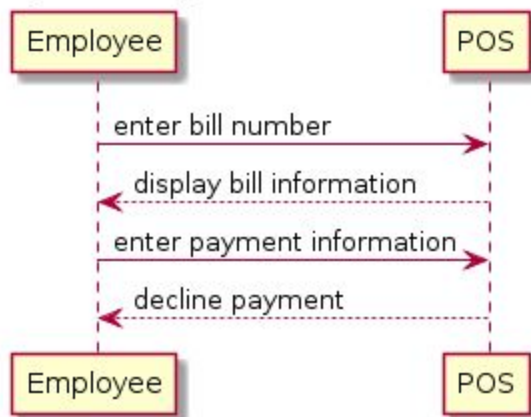 Employee POS
enter bill number
display bill information
enter payment information
decline payment
Employee POS